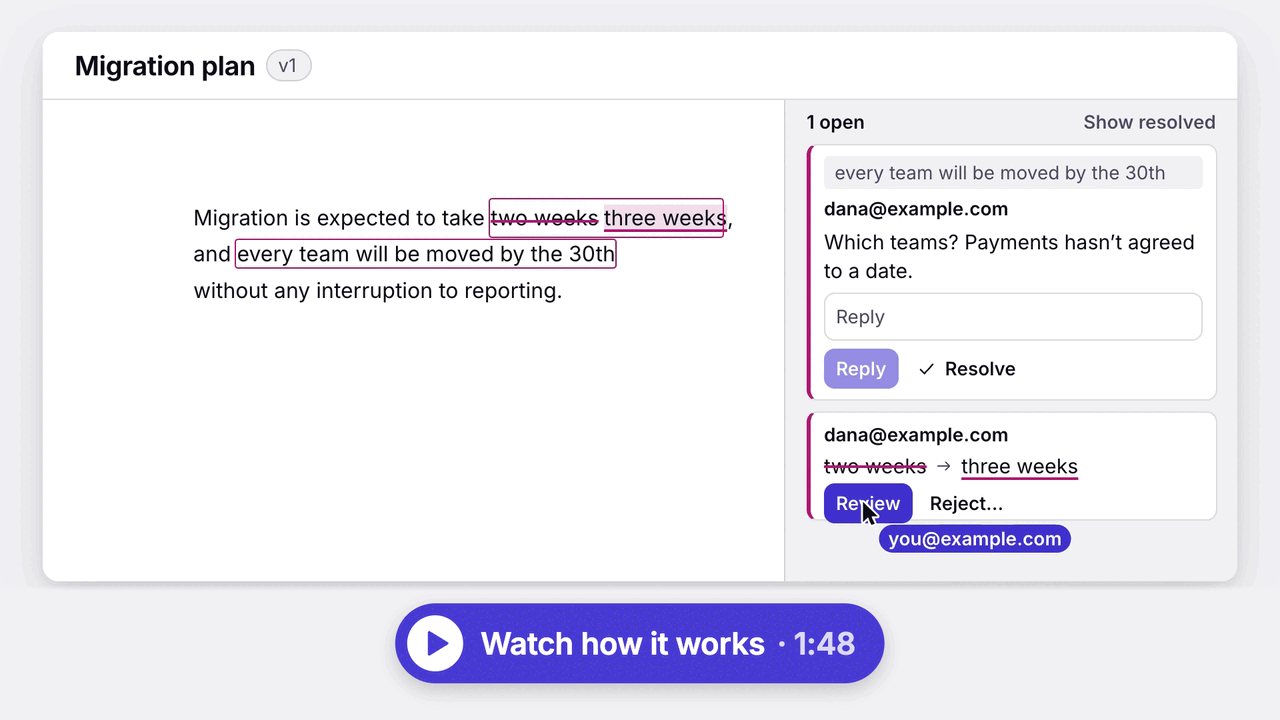 Migration plan v1
Migration is expected to take two weeks three weeks,
and every team will be moved by the 30th
without any interruption to reporting.
1 open Show resolved
every team will be moved by the 30th
dana@example.com
Which teams? Payments hasn’t agreed
to a date.
Reply
Reply Resolve
dana@example.com
two weeks → three weeks
Review Reject...
you@example.com
Watch how it works · 1:48